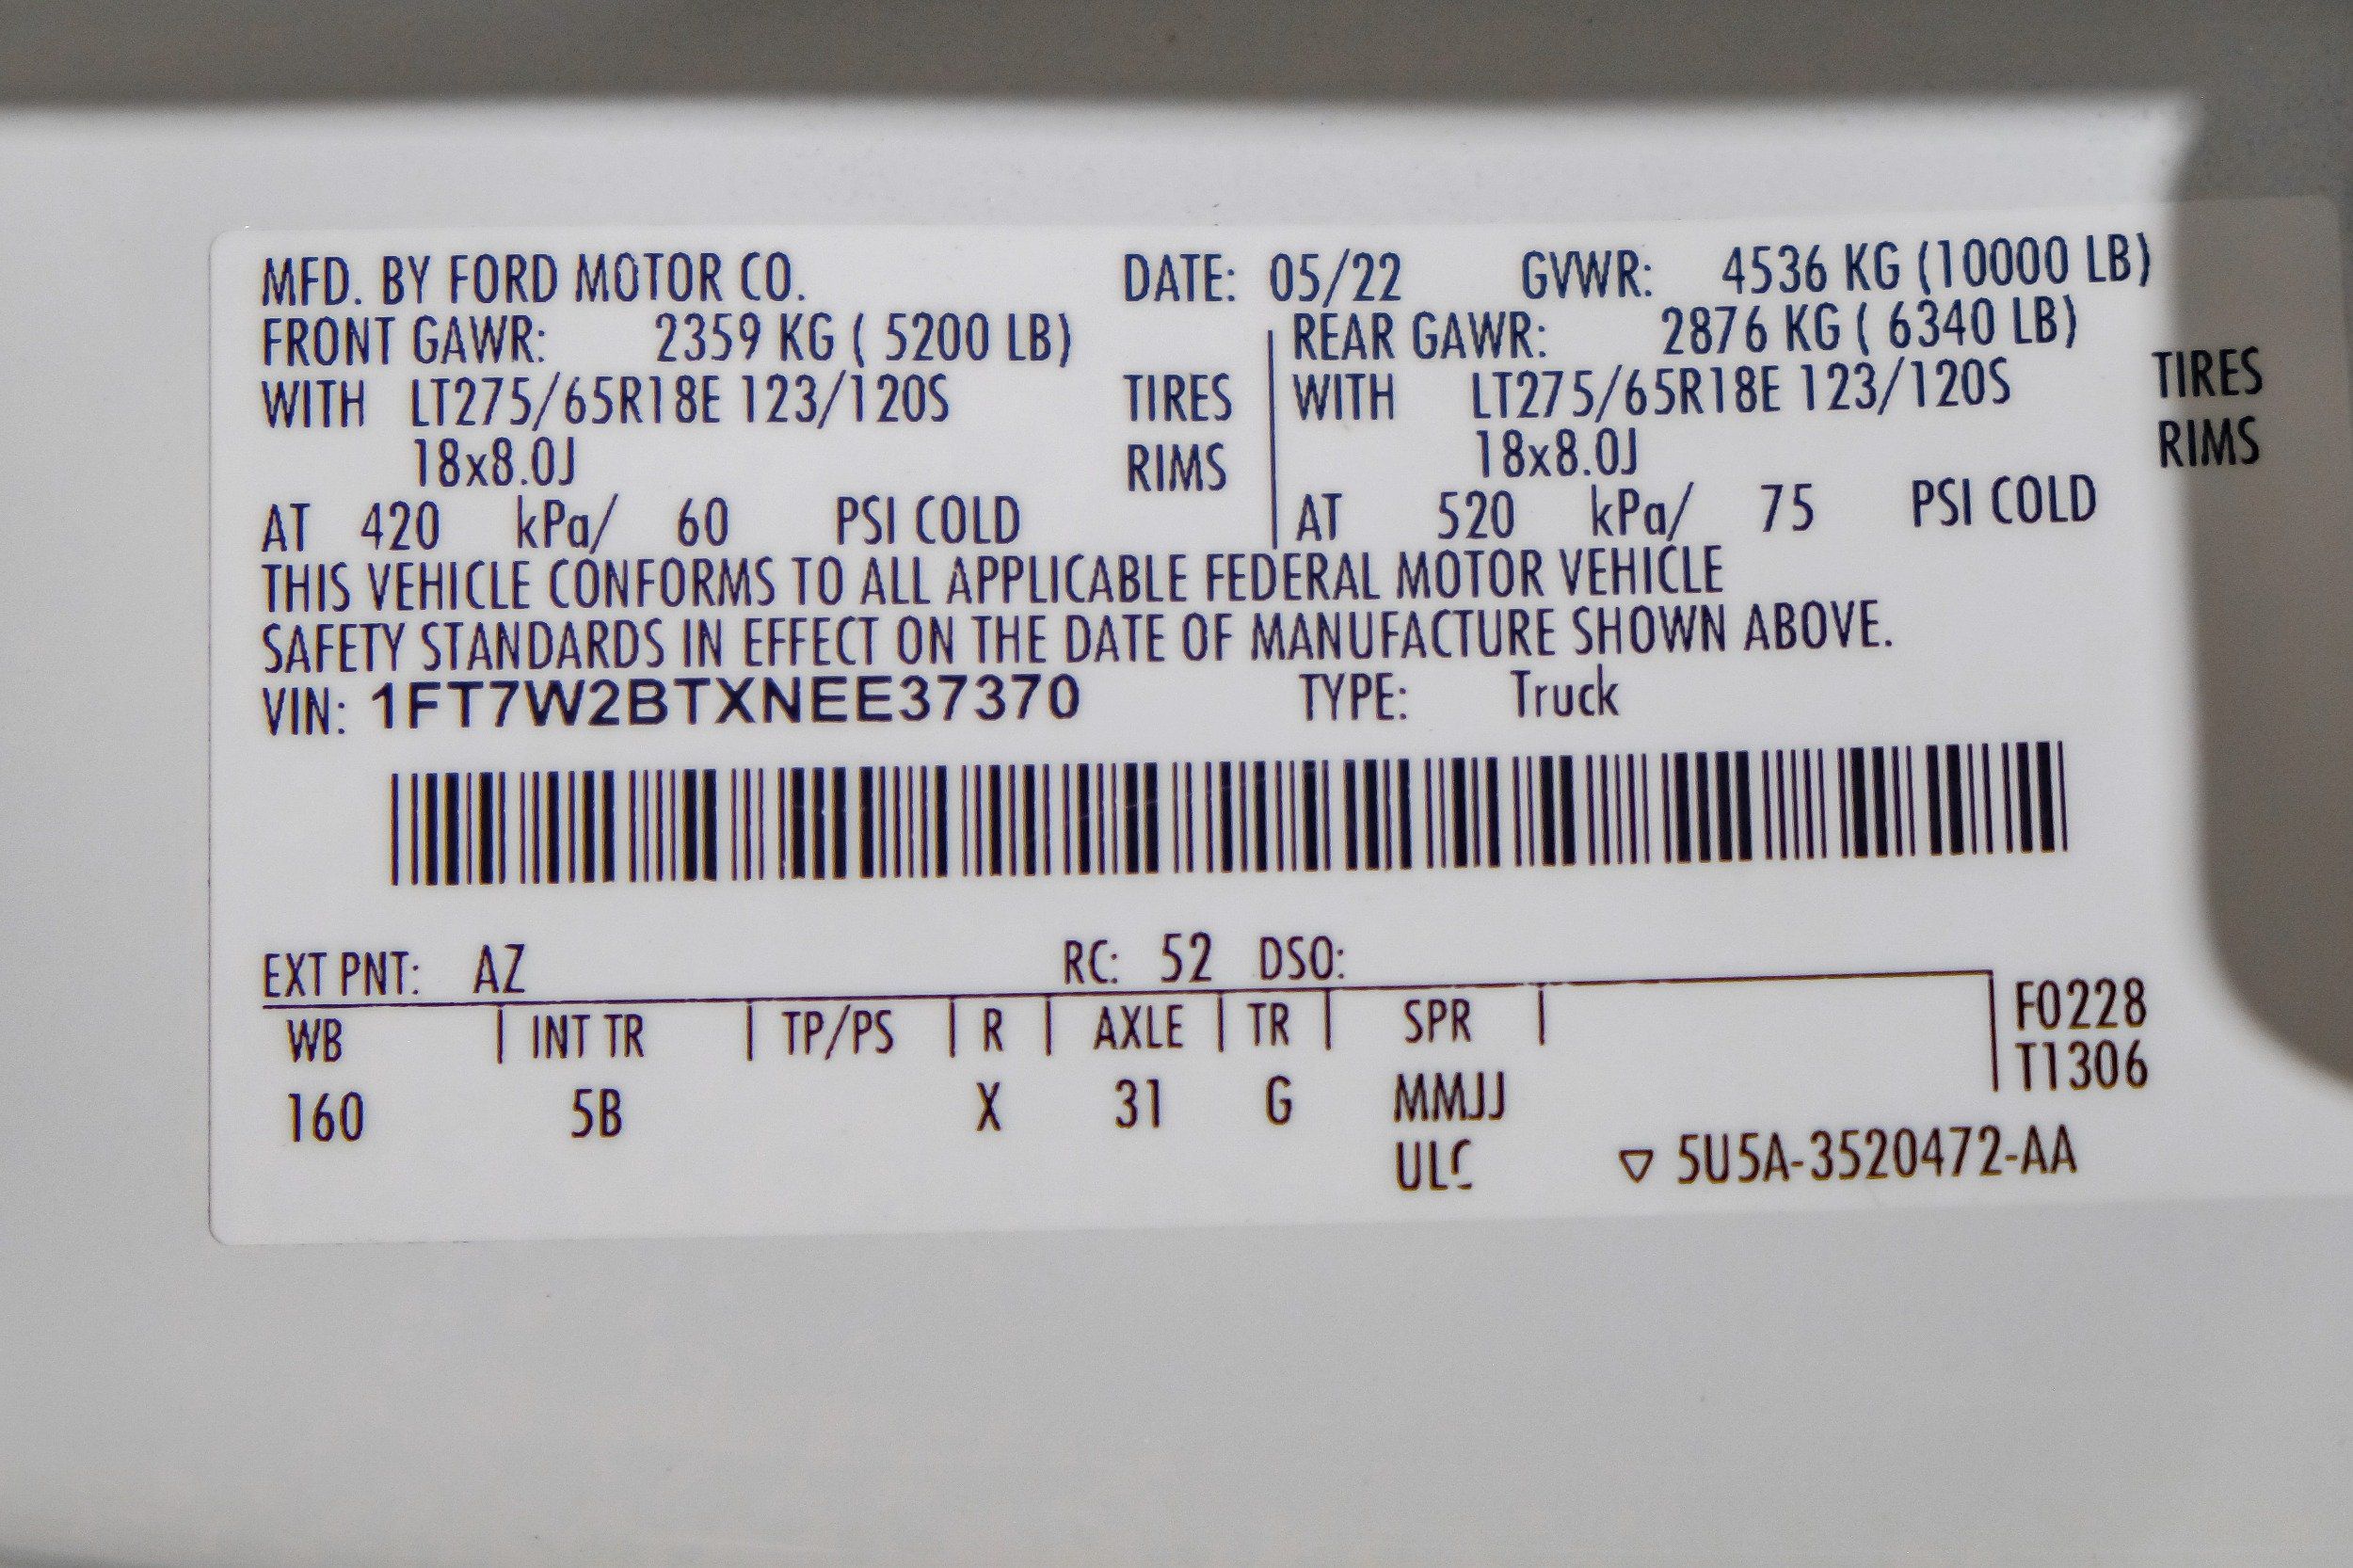 MFD. BY FORD MOTOR CO. DATE: 05/22 GVWR: 4536 KG (10000 LB)
FRONT GAWR: 2359 KG ( 5200 LB) REAR GAWR: 2876 KG ( 6340 LB)
WITH LT275/65R18E 123/120S TIRES WITH LT275/65R18E 123/120S TIRES
18x8.0J RIMS 18x8.0J RIMS
AT 420 kPa/ 60 PSI COLD AT 520 kPa/ 75 PSI COLD
THIS VEHICLE CONFORMS TO ALL APPLICABLE FEDERAL MOTOR VEHICLE
SAFETY STANDARDS IN EFFECT ON THE DATE OF MANUFACTURE SHOWN ABOVE.
VIN: 1FT7W2BTXNEE37370 TYPE: Truck
EXT PNT: AZ RC: 52 DSO:
WB | INT TR | TP/PS | R | AXLE | TR | SPR | F0228
T1306
160 5B X 31 G MMJJ
▽ 5U5A-3520472-AA